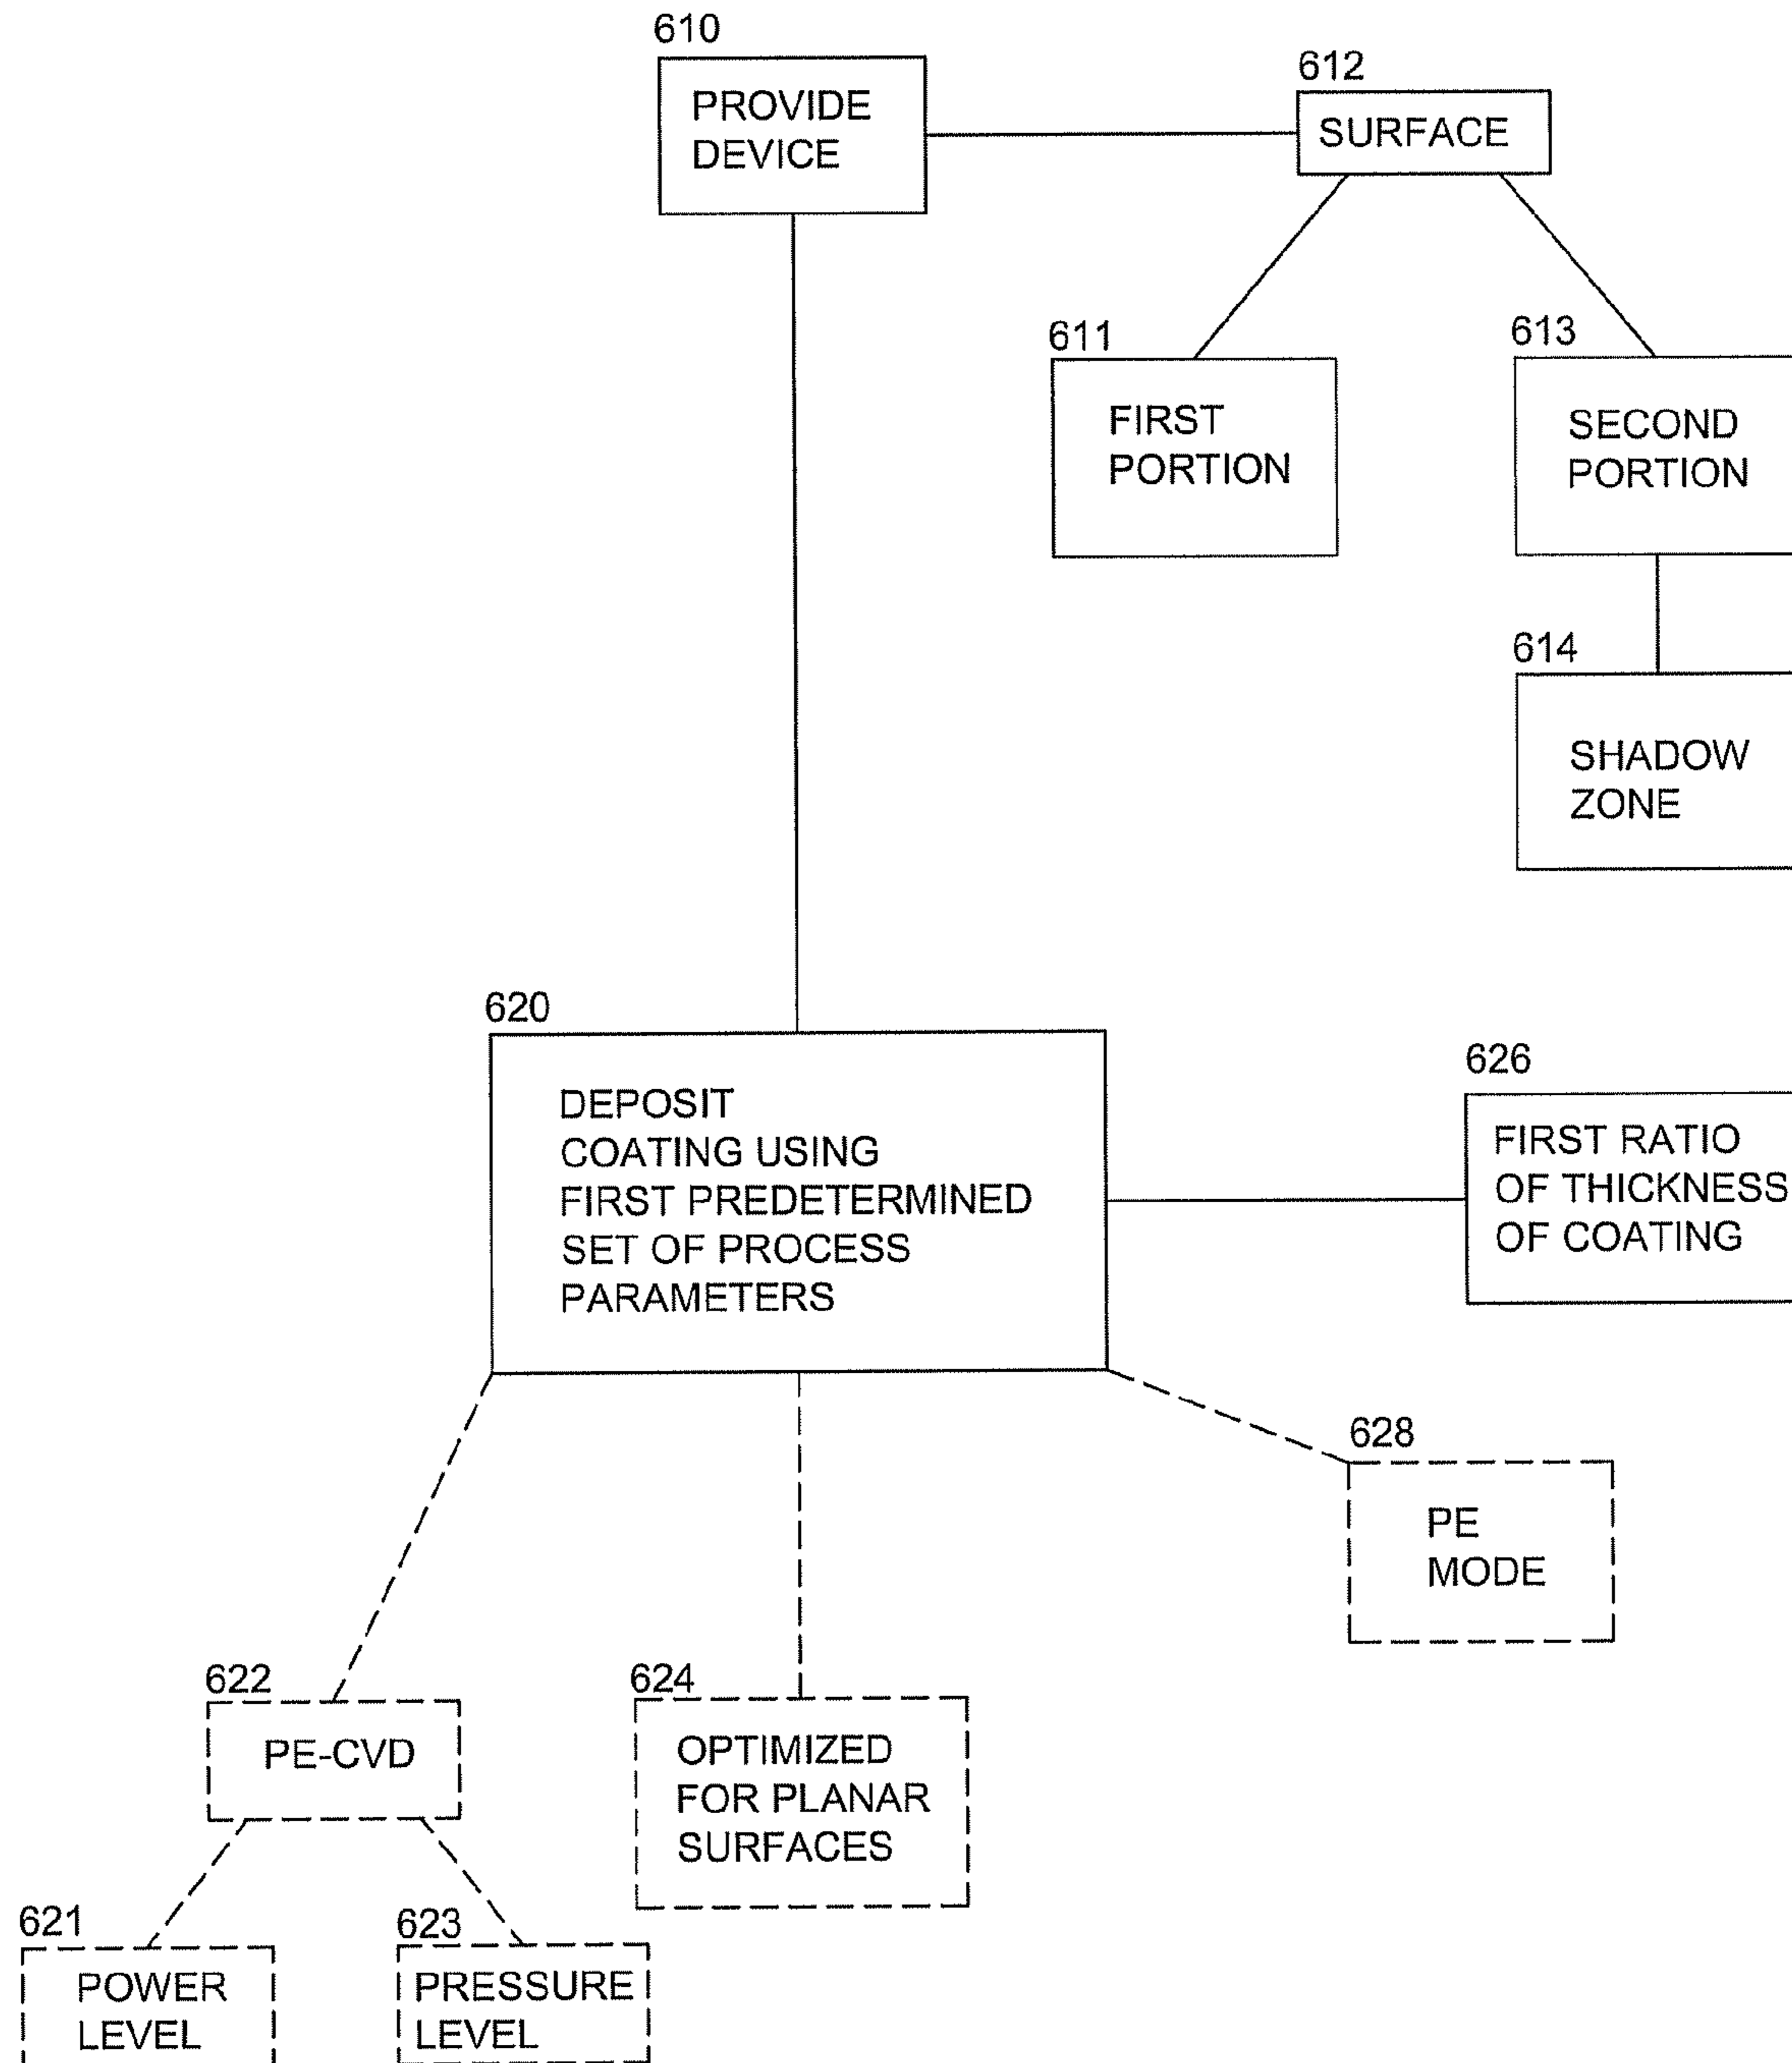 610
PROVIDE
DEVICE
612
SURFACE
611
FIRST
PORTION
613
SECOND
PORTION
614
SHADOW
ZONE
620
DEPOSIT
COATING USING
FIRST PREDETERMINED
SET OF PROCESS
PARAMETERS
626
FIRST RATIO
OF THICKNESS
OF COATING
628
PE
MODE
622
PE-CVD
624
OPTIMIZED
FOR PLANAR
SURFACES
621
POWER
LEVEL
623
PRESSURE
LEVEL